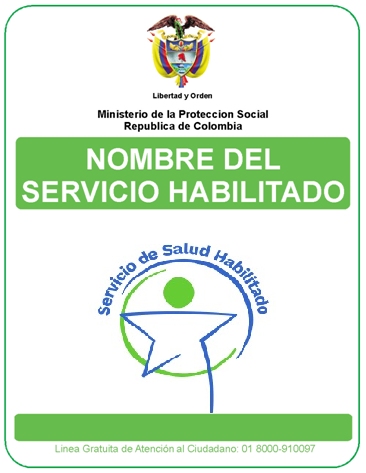 Libertad y Orden
Ministerio de la Proteccion Social
Republica de Colombia
NOMBRE DEL
SERVICIO HABILITADO
Servicio de Salud Habilitado
Linea Gratuita de Atención al Ciudadano: 01 8000-910097